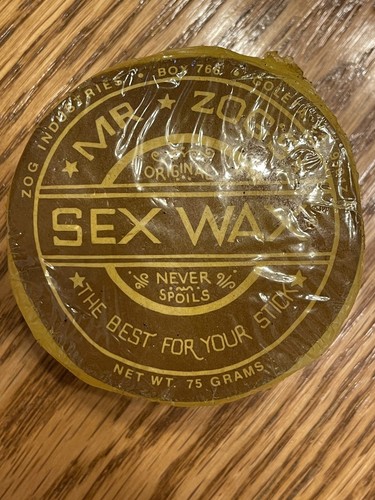 ZOG INDUSTRIES • BOX 766
MR ★ ZOG
ORIGINAL
SEX WAX
NEVER
SPOILS
★ THE BEST FOR YOUR STICK ★
NET WT. 75 GRAMS